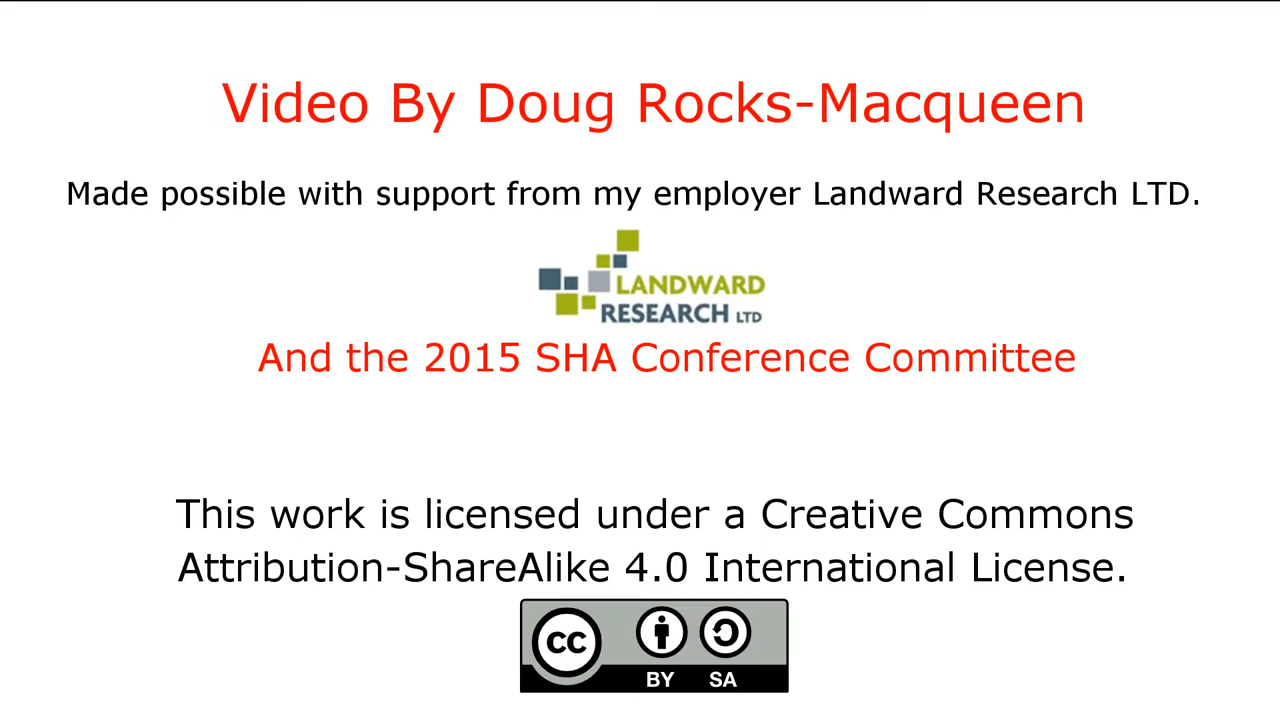 Video By Doug Rocks-Macqueen
Made possible with support from my employer Landward Research LTD.
LANDWARD
RESEARCH LTD
And the 2015 SHA Conference Committee
This work is licensed under a Creative Commons
Attribution-ShareAlike 4.0 International License.
CC
BY SA